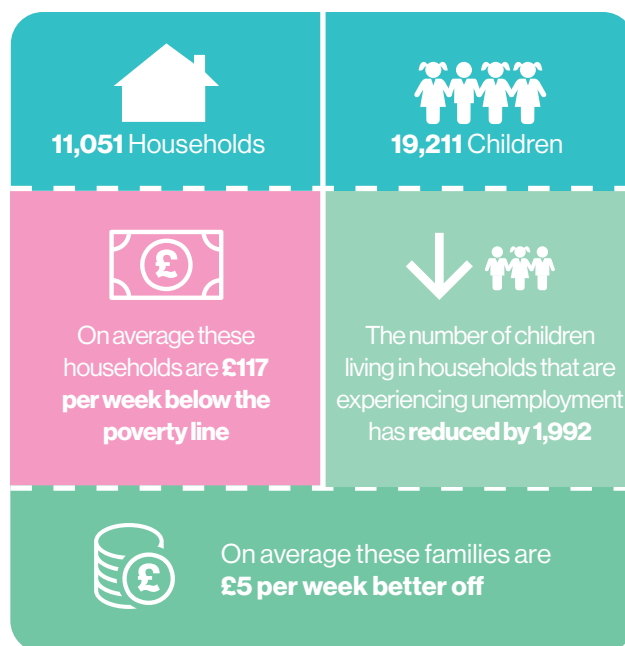 11,051 Households
19,211 Children
£
On average these
households are £117
per week below the
poverty line
The number of children
living in households that are
experiencing unemployment
has reduced by 1,992
£
On average these families are
£5 per week better off